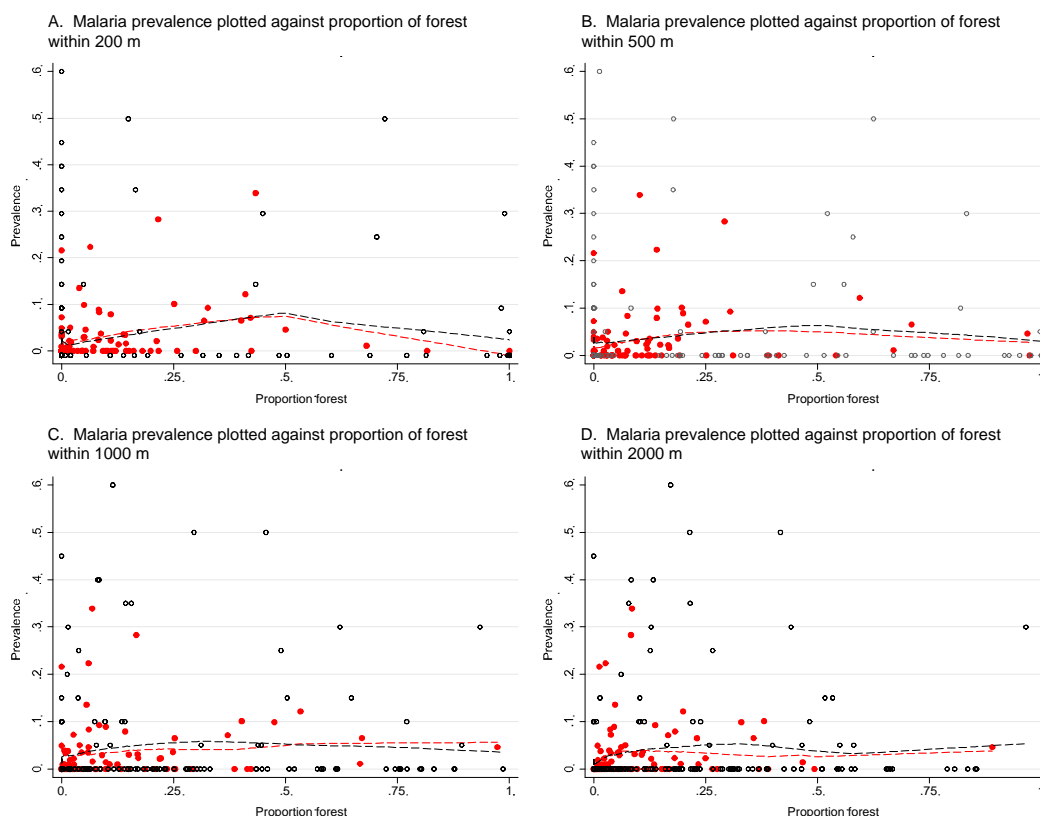 A. Malaria prevalence plotted against proportion of forest
within 200 m
.6.
.5.
.4.
.3.
.2.
.1.
0.
Prevalence
0. .25 .5. .75 1.
Proportion forest
B. Malaria prevalence plotted against proportion of forest
within 500 m
.6.
.5.
.4.
.3.
.2.
.1.
0.
Prevalence
0. .25 .5. .75 1.
Proportion forest
C. Malaria prevalence plotted against proportion of forest
within 1000 m
.6.
.5.
.4.
.3.
.2.
.1.
0.
Prevalence
0. .25 .5. .75 1.
Proportion forest
D. Malaria prevalence plotted against proportion of forest
within 2000 m
.6.
.5.
.4.
.3.
.2.
.1.
0.
Prevalence
0. .25 .5. .75 1.
Proportion forest